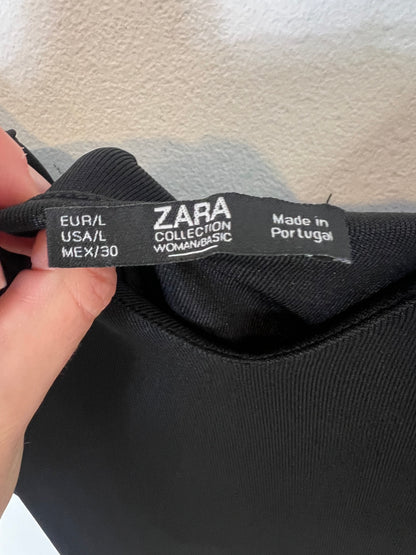 EUR/L
USA/L
MEX/30
ZARA
COLLECTION
WOMAN/BASIC
Made in
Portugal